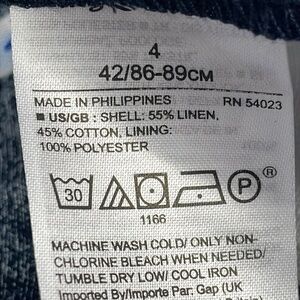 4
42/86-89CM
MADE IN PHILIPPINES RN 54023
■ US/GB : SHELL: 55% LINEN,
45% COTTON, LINING:
100% POLYESTER
30 P ®
1166
MACHINE WASH COLD/ ONLY NON-
CHLORINE BLEACH WHEN NEEDED/
TUMBLE DRY LOW/ COOL IRON
Imported By/Importe Par: Gap (UK